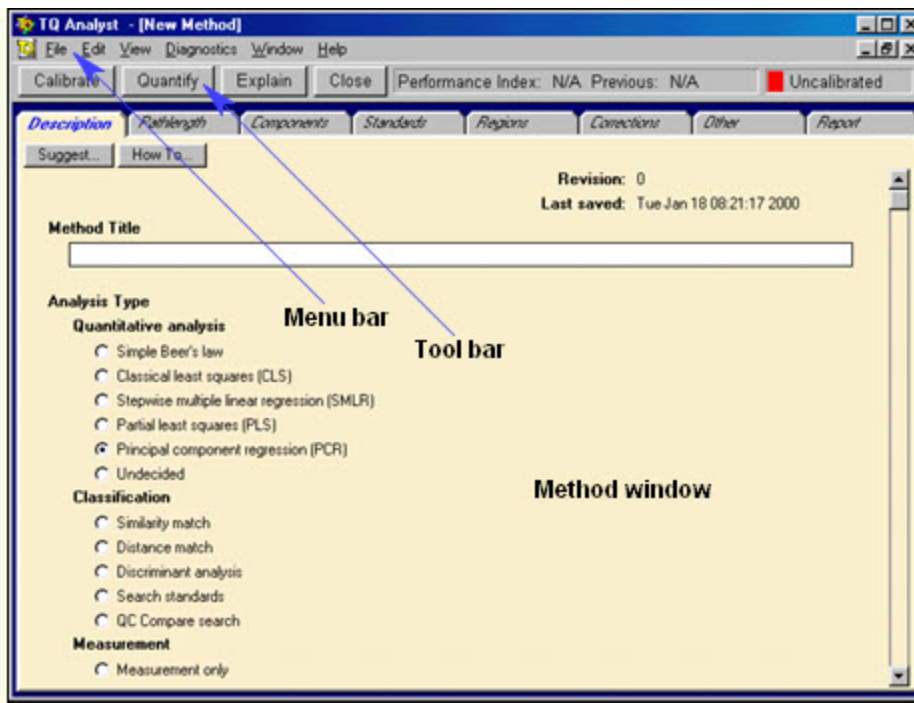 TQ Analyst - [New Method]
File Edit View Diagnostics Window Help
Calibrate Quantify Explain Close Performance Index: N/A Previous: N/A Uncalibrated
Description Pathlength Components Standards Regions Corrections Other Report
Suggest... How To...
Revision: 0
Last saved: Tue Jan 18 08:21:17 2000
Method Title
Analysis Type
Menu bar
Quantitative analysis
Tool bar
Simple Beer's law
Classical least squares (CLS)
Stepwise multiple linear regression (SMLR)
Partial least squares (PLS)
Principal component regression (PCR)
Undecided
Method window
Classification
Similarity match
Distance match
Discriminant analysis
Search standards
QC Compare search
Measurement
Measurement only